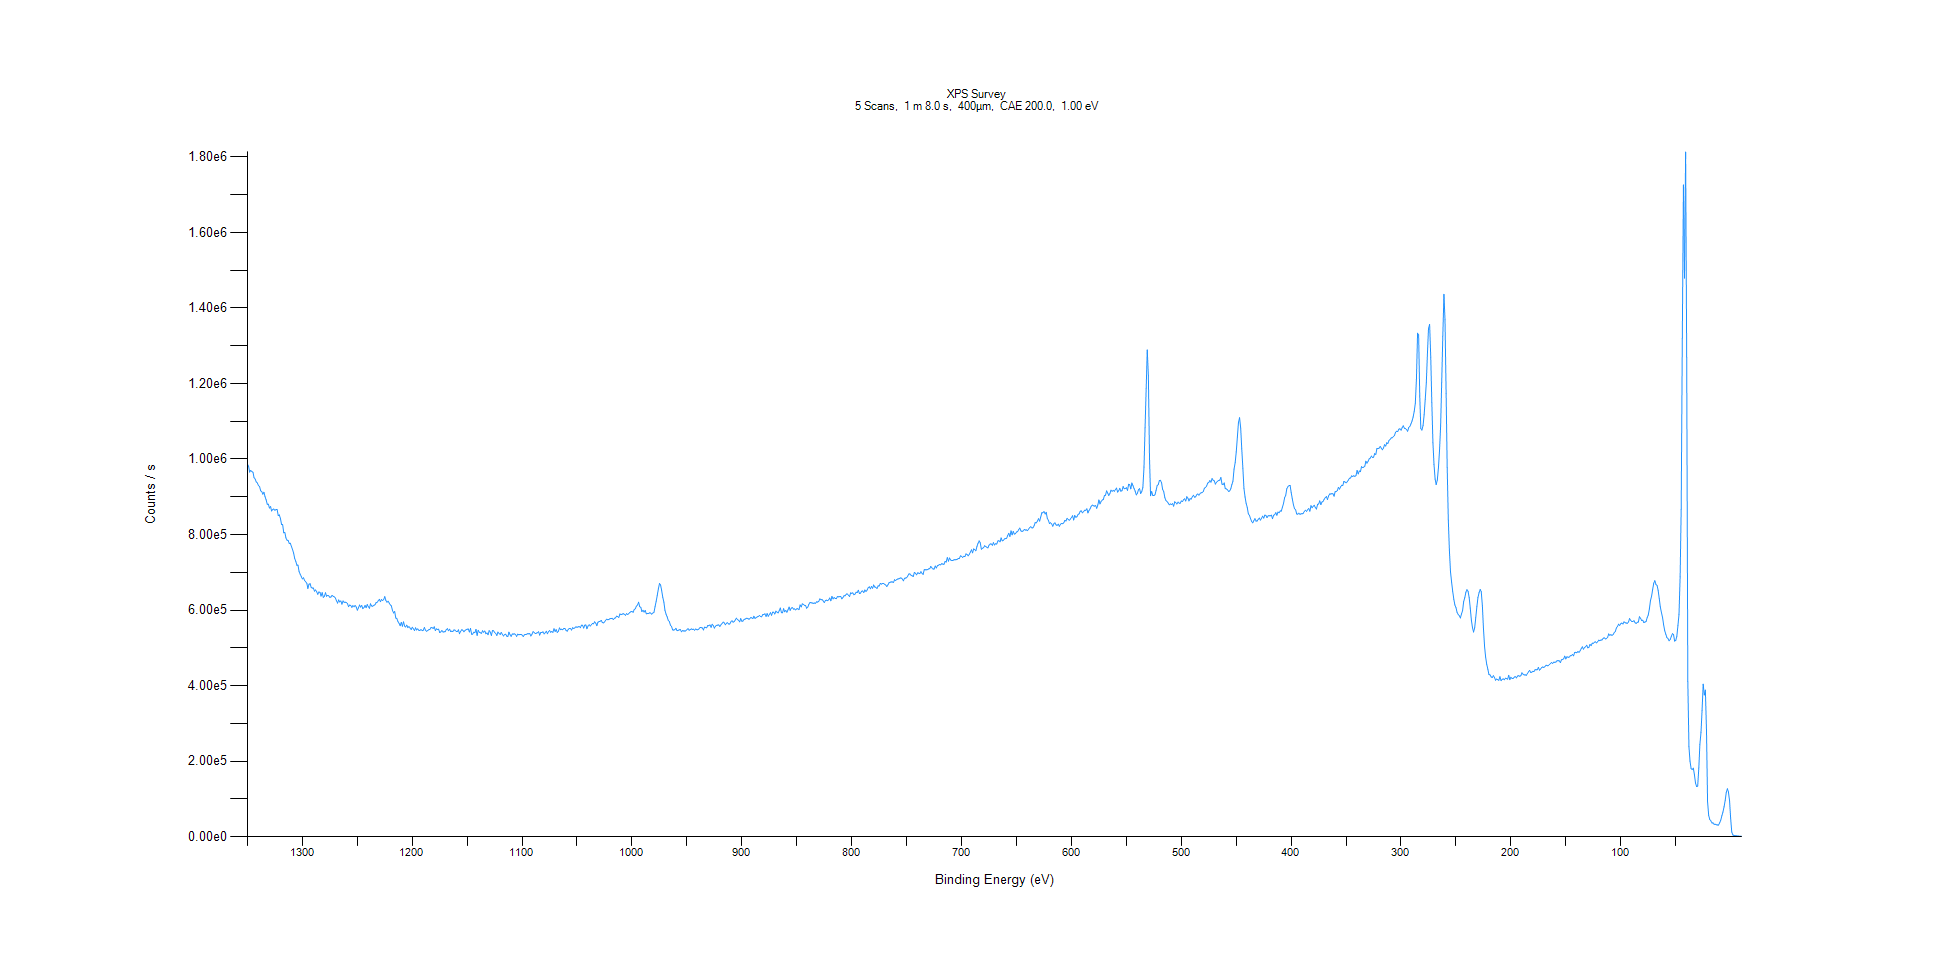 XPS Survey
5 Scans, 1 m 8.0 s, 400µm, CAE 200.0, 1.00 eV
1.80e6
1.60e6
1.40e6
1.20e6
1.00e6
8.00e5
6.00e5
4.00e5
2.00e5
0.00e0
Counts / s
1300 1200 1100 1000 900 800 700 600 500 400 300 200 100
Binding Energy (eV)